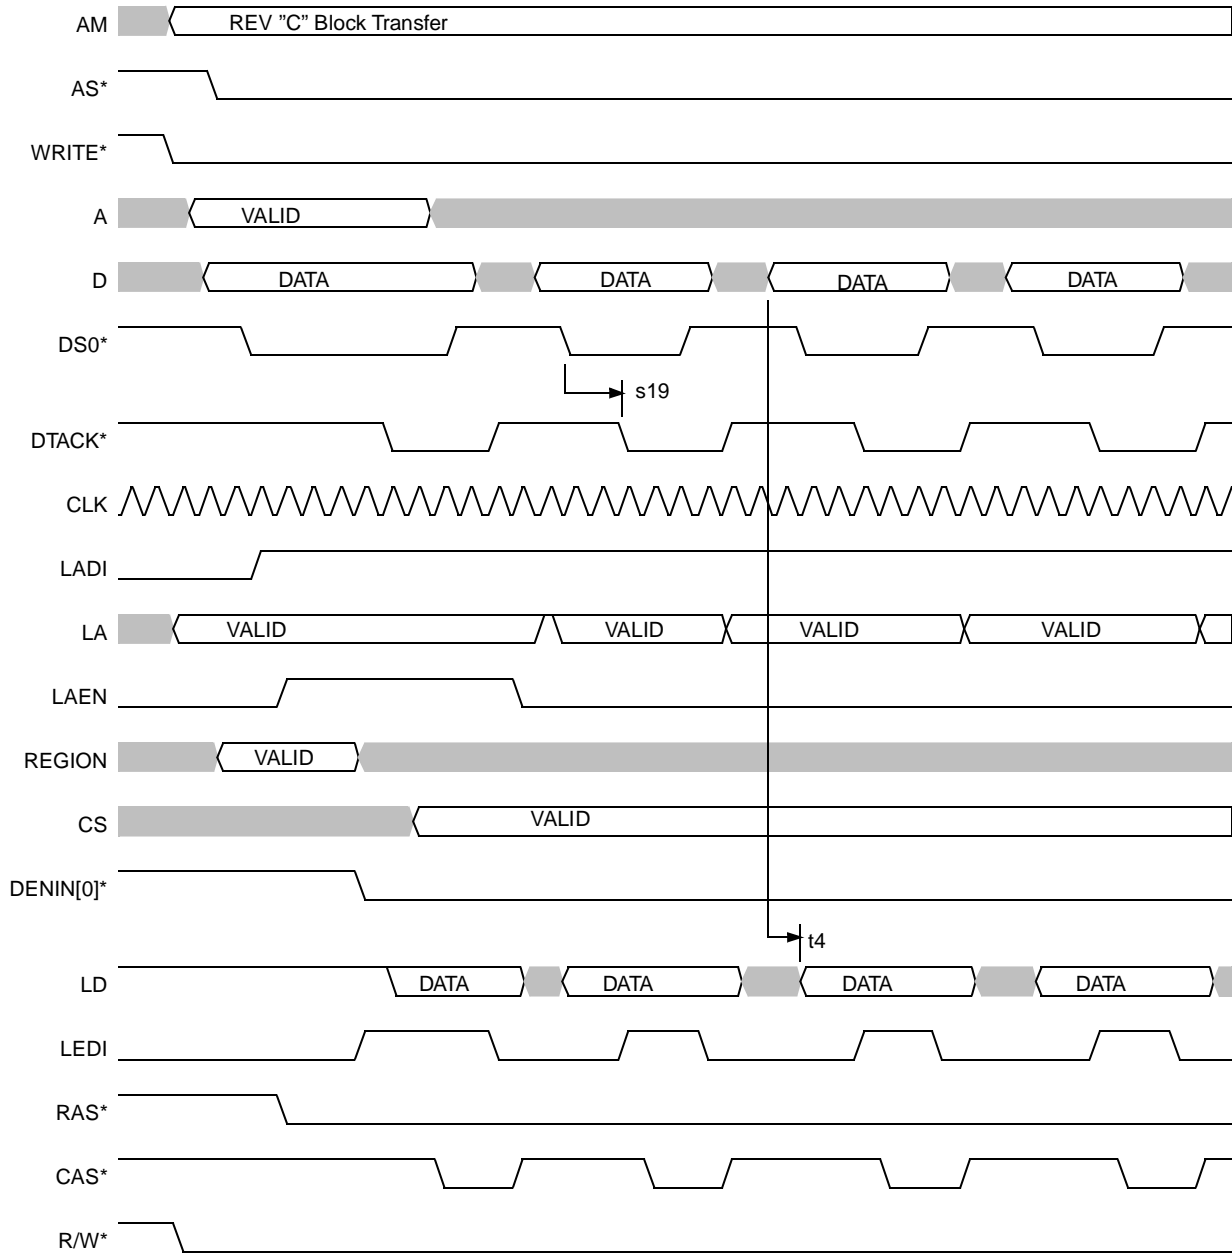 AM REV "C" Block Transfer
AS*
WRITE*
A VALID
D DATA DATA DATA DATA
DS0*
s19
DTACK*
CLK
LADI
LA VALID VALID VALID VALID
LAEN
REGION VALID
CS VALID
DENIN[0]*
t4
LD DATA DATA DATA DATA
LEDI
RAS*
CAS*
R/W*